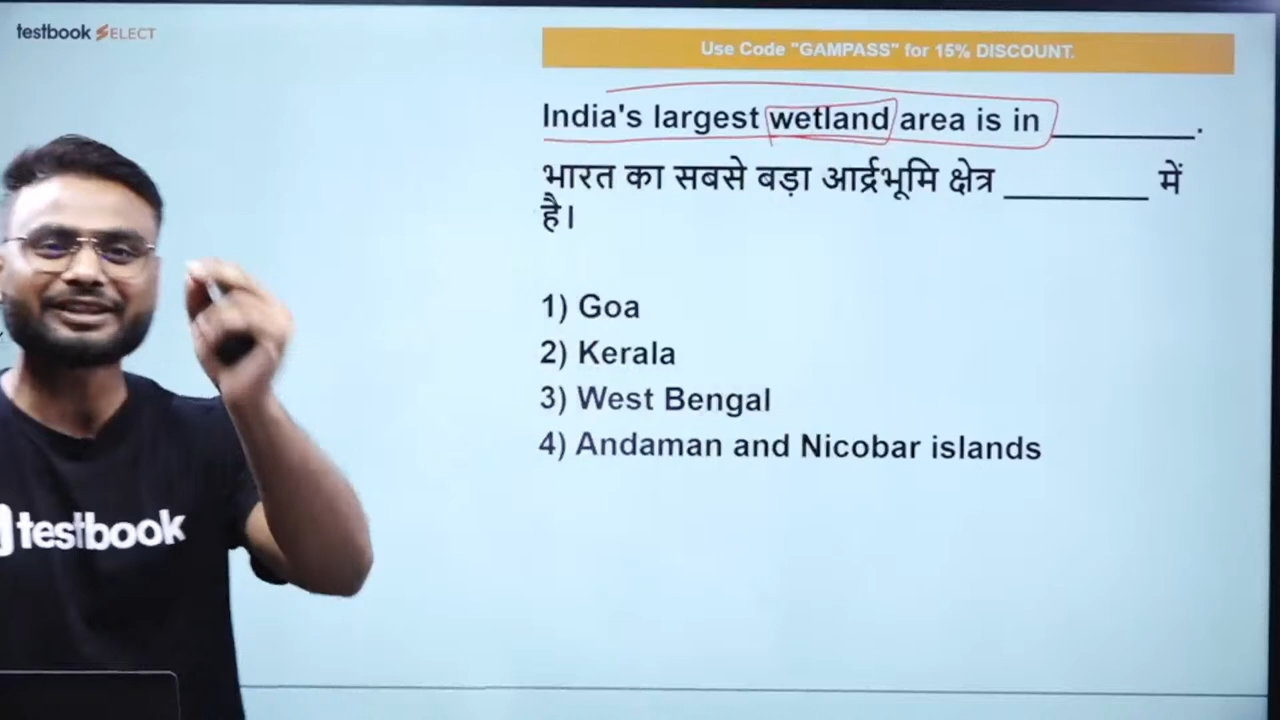 testbook SELECT
Use Code "GAMPASS" for 15% DISCOUNT.
India's largest wetland area is in ________.
भारत का सबसे बड़ा आर्द्रभूमि क्षेत्र ________ में
है।
1) Goa
2) Kerala
3) West Bengal
4) Andaman and Nicobar islands
testbook